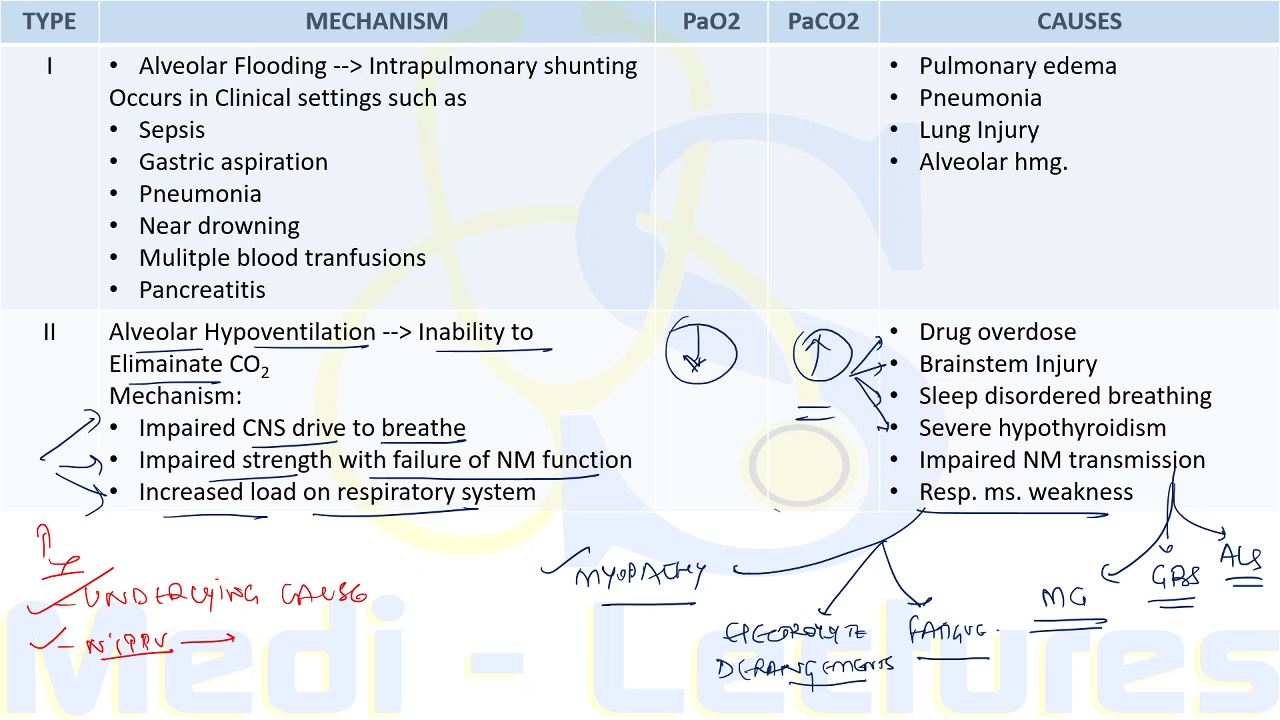 TYPE MECHANISM PaO2 PaCO2 CAUSES
I
• Alveolar Flooding --> Intrapulmonary shunting
Occurs in Clinical settings such as
• Sepsis
• Gastric aspiration
• Pneumonia
• Near drowning
• Mulitple blood tranfusions
• Pancreatitis
• Pulmonary edema
• Pneumonia
• Lung Injury
• Alveolar hmg.
II
Alveolar Hypoventilation --> Inability to
Elimainate CO2
Mechanism:
• Impaired CNS drive to breathe
• Impaired strength with failure of NM function
• Increased load on respiratory system
↓
↑
• Drug overdose
• Brainstem Injury
• Sleep disordered breathing
• Severe hypothyroidism
• Impaired NM transmission
• Resp. ms. weakness
- UNDERLYING CAUSE
- NIPPV →
MYOPATHY
ELECTROLYTE
DERANGEMENTS
FATIGUE.
MG
GBS
ALS
Medi - Lectures